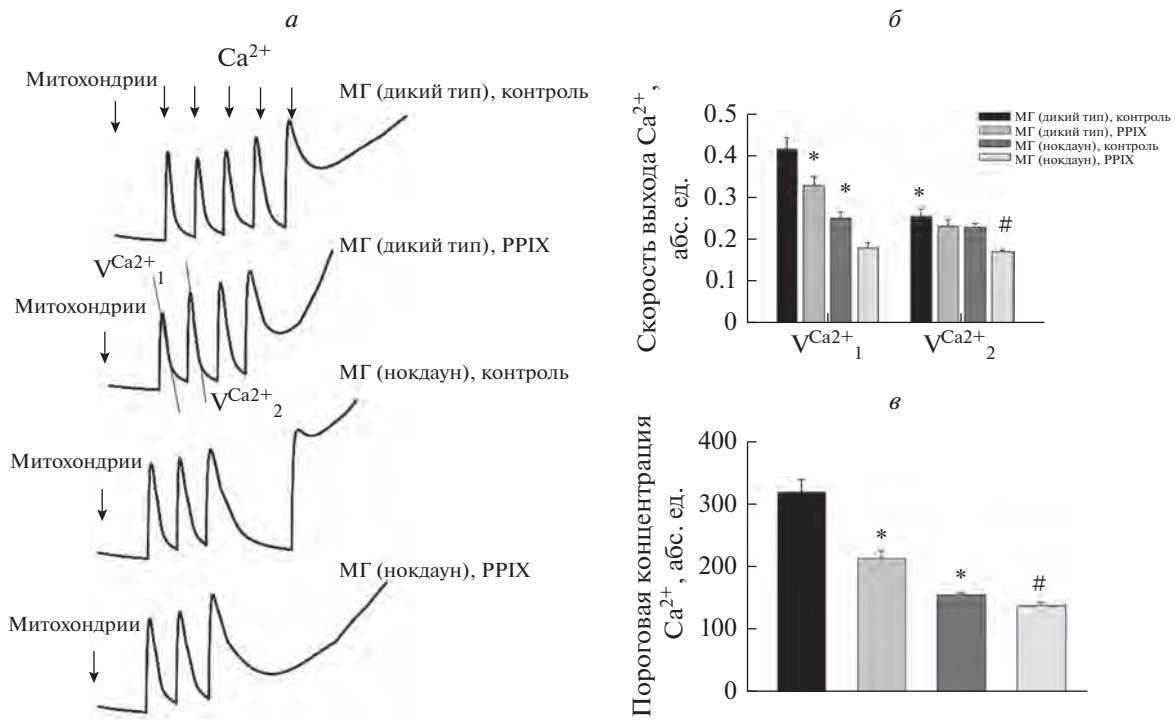 а
Ca2+
Митохондрии
МГ (дикий тип), контроль
МГ (дикий тип), PPIX
VCa2+1
Митохондрии
МГ (нокдаун), контроль
VCa2+2
Митохондрии
МГ (нокдаун), PPIX
Митохондрии
б
Скорость выхода Ca2+,
абс. ед.
0.5
0.4
0.3
0.2
0.1
0
МГ (дикий тип), контроль
МГ (дикий тип), PPIX
МГ (нокдаун), контроль
МГ (нокдаун), PPIX
*
*
*
#
VCa2+1
VCa2+2
в
Пороговая концентрация
Ca2+, абс. ед.
400
300
200
100
0
*
*
#